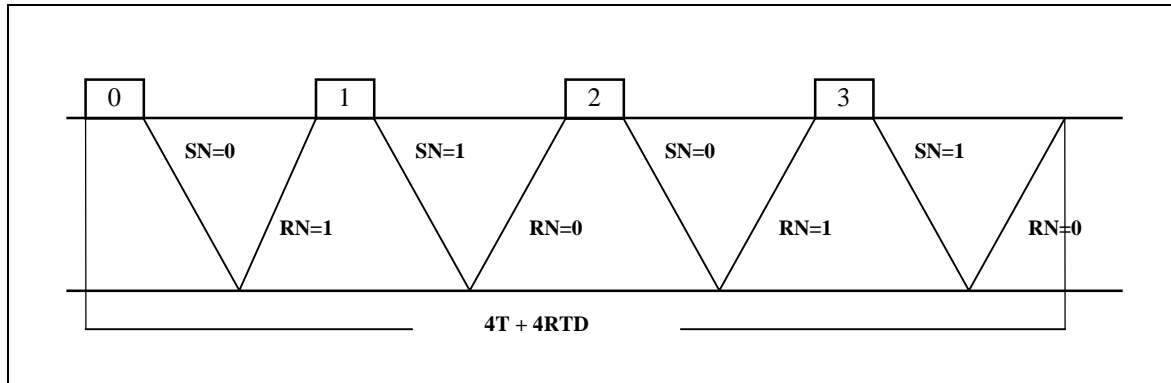 0 1 2 3
SN=0 SN=1 SN=0 SN=1
RN=1 RN=0 RN=1 RN=0
4T + 4RTD